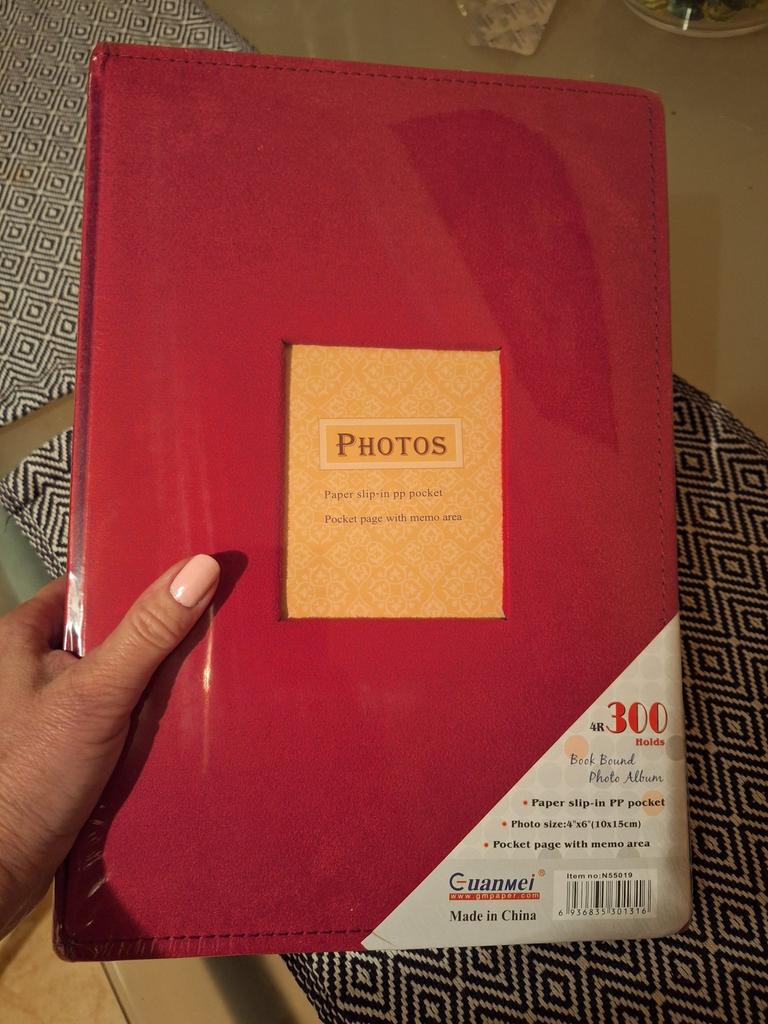 PHOTOS
Paper slip-in pp pocket
Pocket page with memo area
4R 300
Holds
Book Bound
Photo Album
• Paper slip-in PP pocket
• Photo size:4"x6"(10x15cm)
• Pocket page with memo area
Guanmei®
www.gmpaper.com
Made in China
Item no:N55019
6 936835 301316